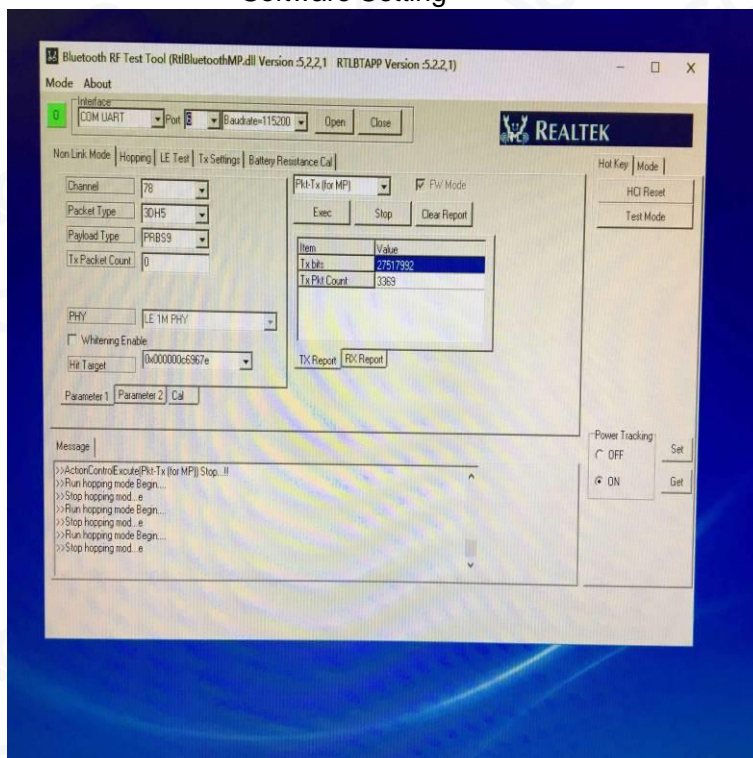 Software Setting
Bluetooth RF Test Tool (RtlBluetoothMP.dll Version :5,2,2,1 RTLBTAPP Version :5.2.2,1)
Mode About
Interface
0 COM UART Port 6 Baudrate=115200 Open Close
REALTEK
Non Link Mode Hopping LE Test Tx Settings Battery Resistance Cal
Hot Key Mode
Channel 78
Pkt-Tx (for MP) FW Mode
HCI Reset
Packet Type 3DH5
Exec Stop Clear Report
Test Mode
Payload Type PRBS9
Item Value
Tx Packet Count 0
Tx bits 27517992
Tx Pkt Count 3369
PHY LE 1M PHY
Whitening Enable
Hit Target 0x000000c6967e
TX Report RX Report
Parameter 1 Parameter 2 Cal
Message
Power Tracking
OFF Set
ON Get
>>ActionControlExcute(Pkt-Tx (for MP)) Stop...!!
>>Run hopping mode Begin....
>>Stop hopping mod...e
>>Run hopping mode Begin....
>>Stop hopping mod...e
>>Run hopping mode Begin....
>>Stop hopping mod...e